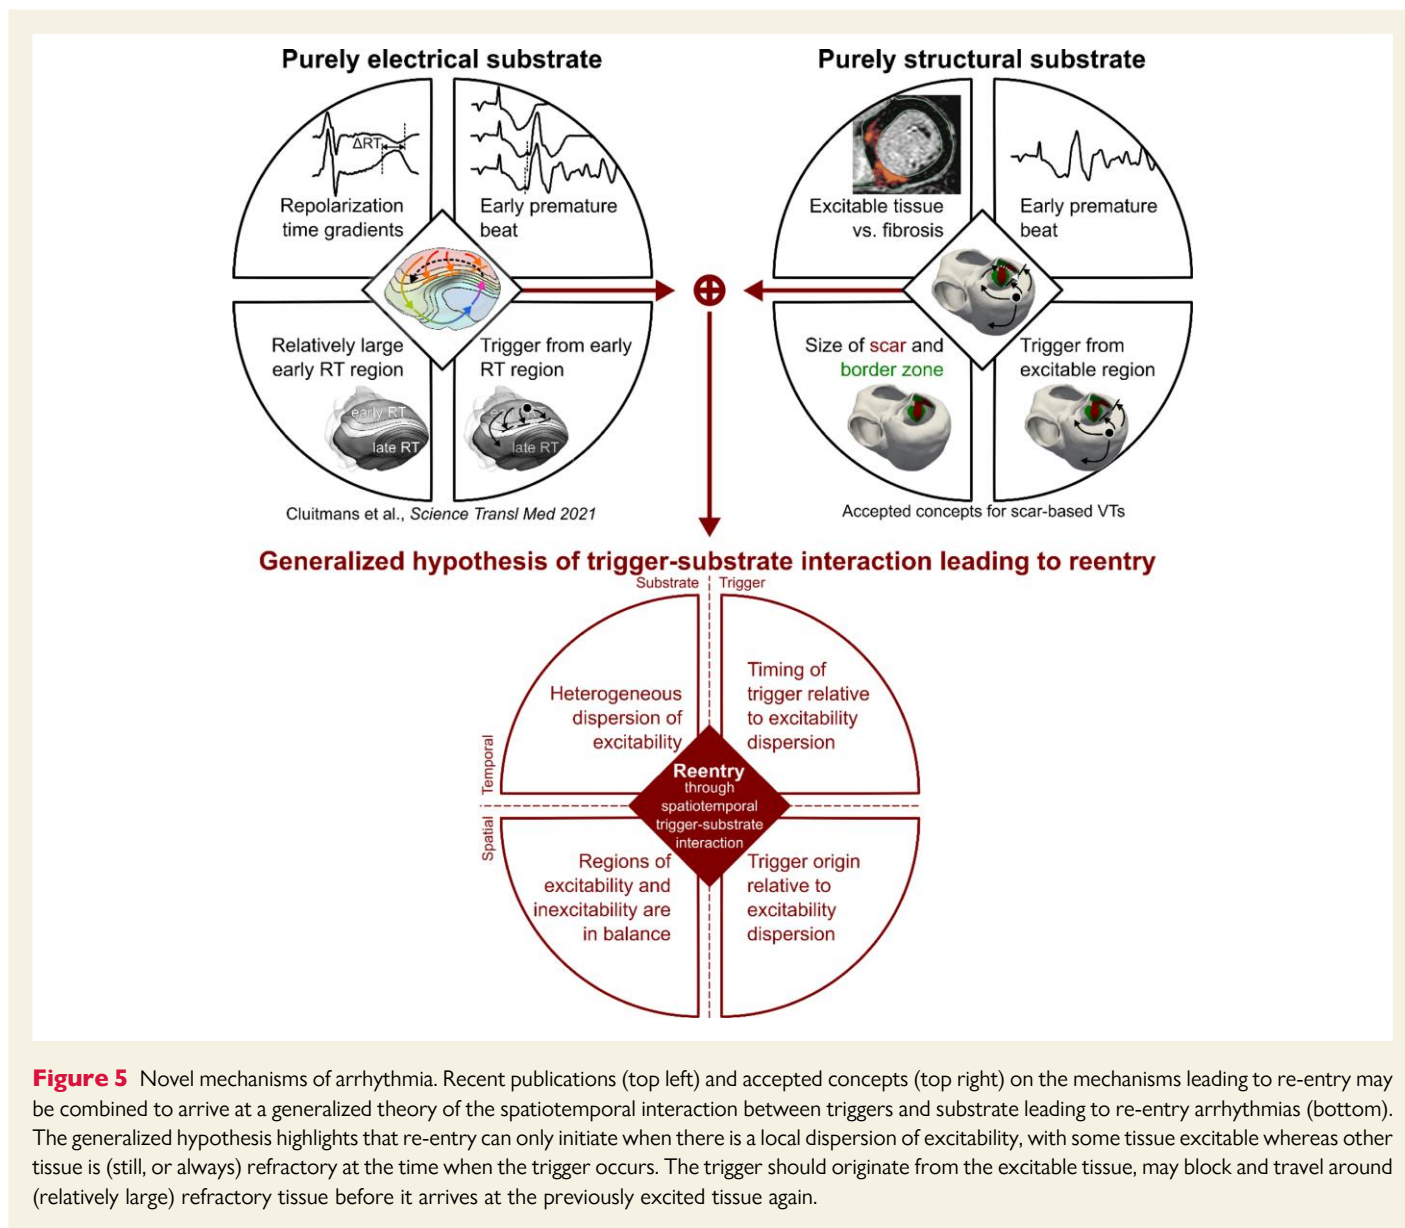 Purely electrical substrate
ΔRT
Repolarization
time gradients
Early premature
beat
Relatively large
early RT region
early RT
late RT
Trigger from early
RT region
late RT
Cluitmans et al., Science Transl Med 2021
Purely structural substrate
Excitable tissue
vs. fibrosis
Early premature
beat
Size of scar and
border zone
Trigger from
excitable region
Accepted concepts for scar-based VTs
Generalized hypothesis of trigger-substrate interaction leading to reentry
Substrate
Trigger
Temporal
Spatial
Heterogeneous
dispersion of
excitability
Timing of
trigger relative
to excitability
dispersion
Reentry
through
spatiotemporal
trigger-substrate
interaction
Regions of
excitability and
inexcitability are
in balance
Trigger origin
relative to
excitability
dispersion
Figure 5 Novel mechanisms of arrhythmia. Recent publications (top left) and accepted concepts (top right) on the mechanisms leading to re-entry may
be combined to arrive at a generalized theory of the spatiotemporal interaction between triggers and substrate leading to re-entry arrhythmias (bottom).
The generalized hypothesis highlights that re-entry can only initiate when there is a local dispersion of excitability, with some tissue excitable whereas other
tissue is (still, or always) refractory at the time when the trigger occurs. The trigger should originate from the excitable tissue, may block and travel around
(relatively large) refractory tissue before it arrives at the previously excited tissue again.